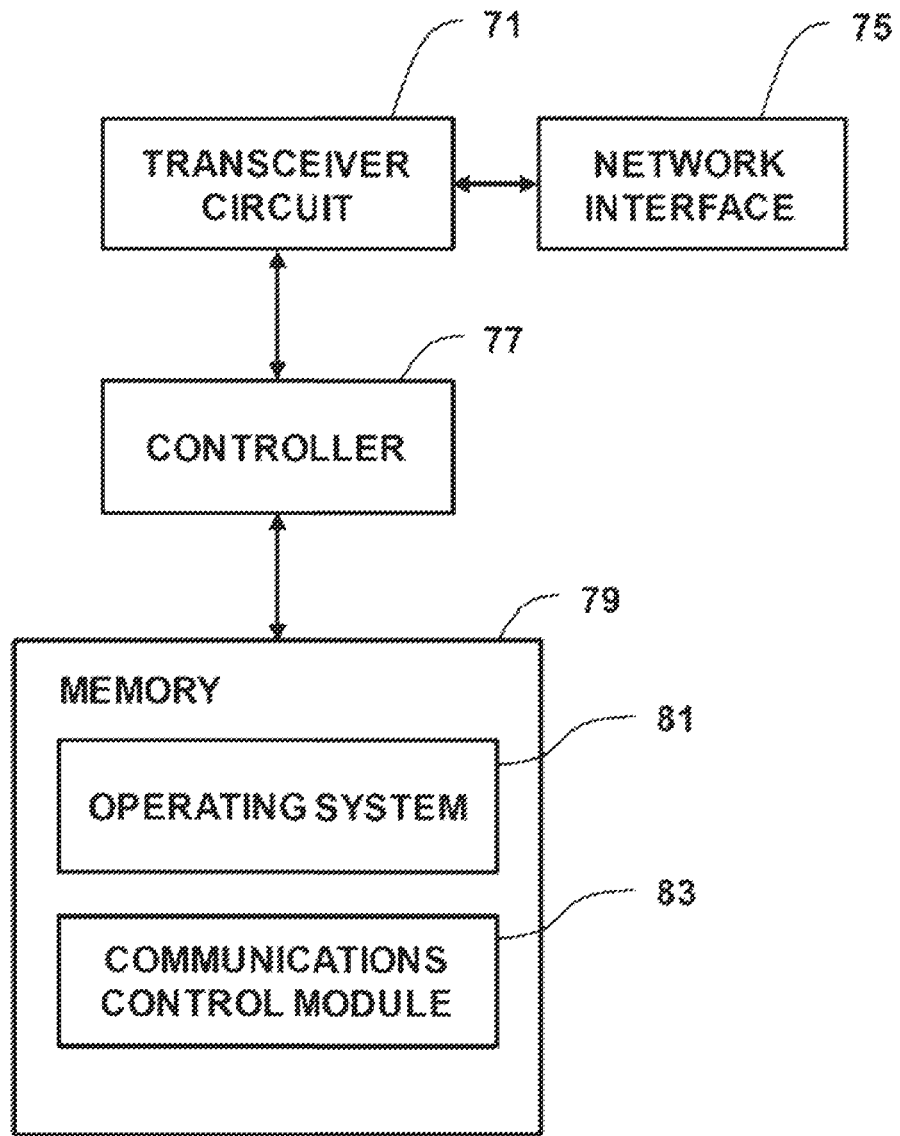 71
75
TRANSCEIVER
CIRCUIT
NETWORK
INTERFACE
77
CONTROLLER
79
MEMORY
81
OPERATING SYSTEM
83
COMMUNICATIONS
CONTROL MODULE